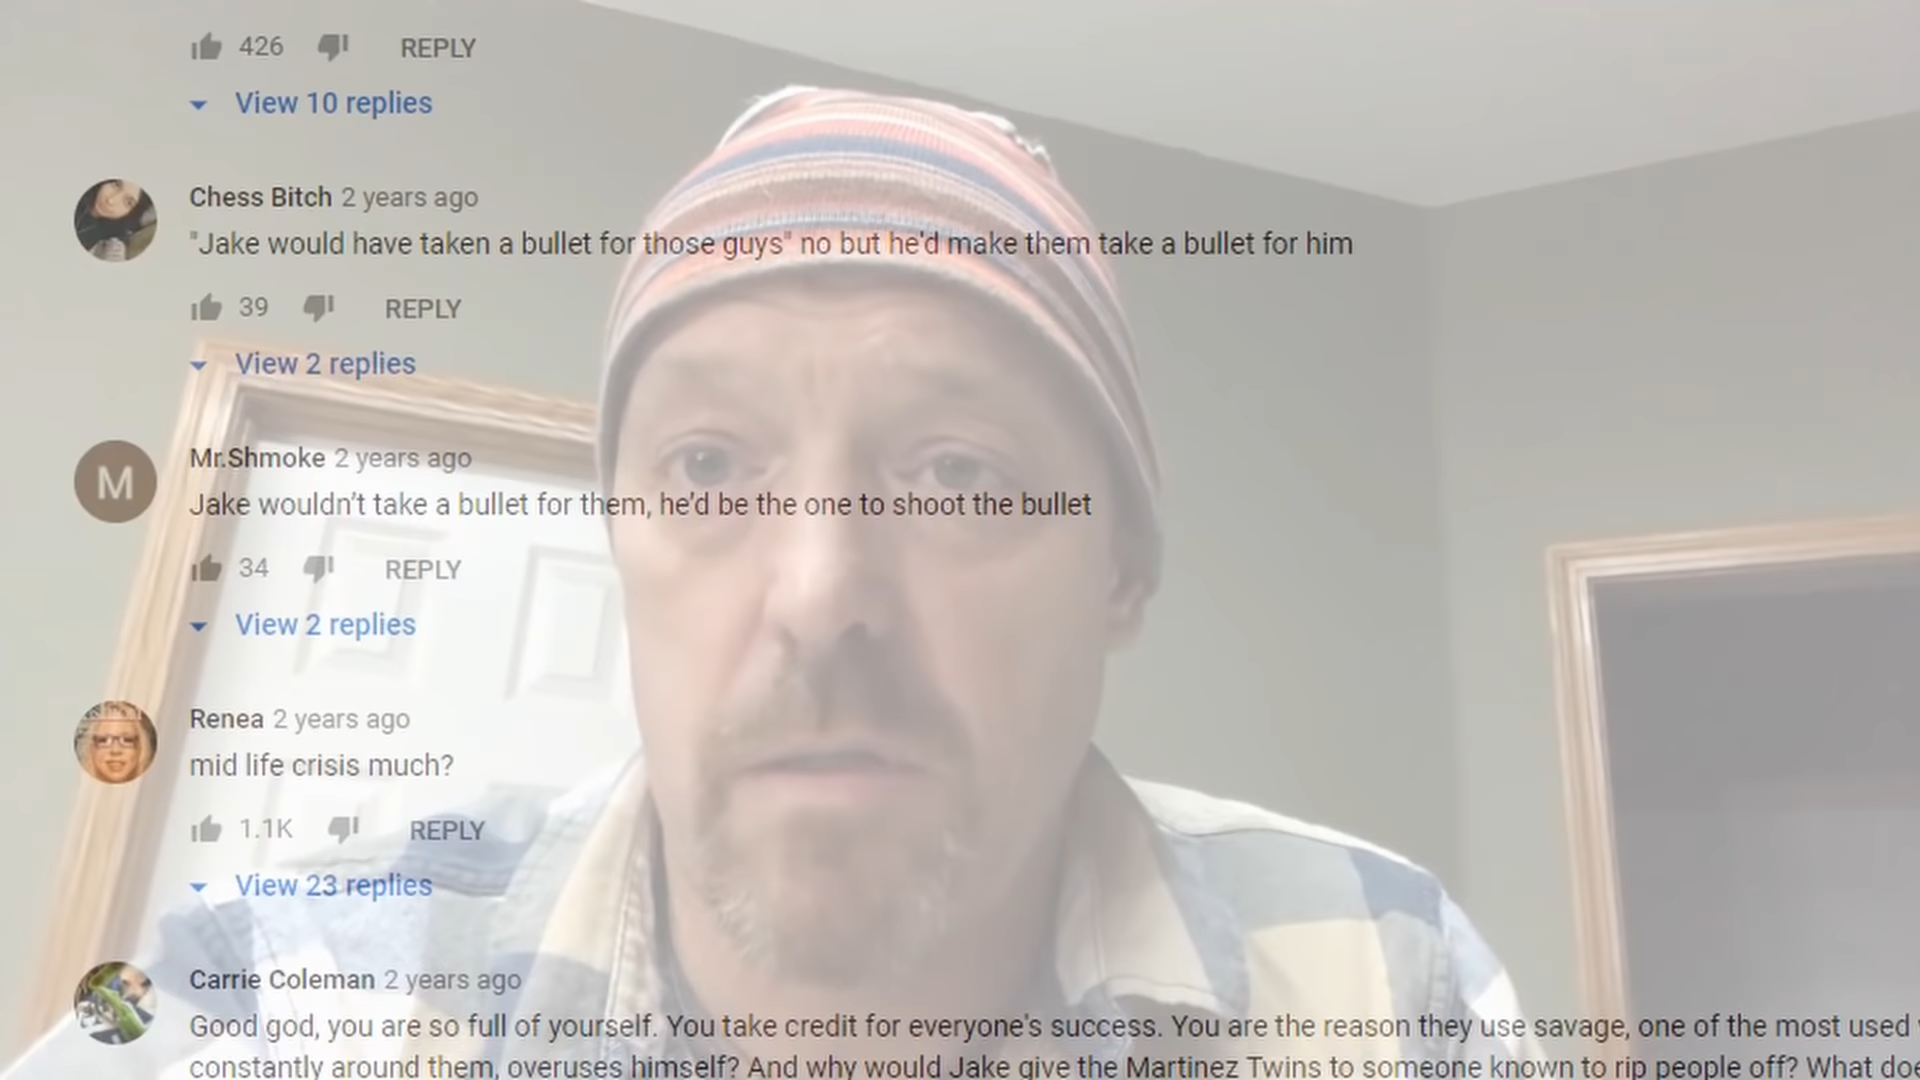 426 REPLY
View 10 replies
Chess Bitch 2 years ago
"Jake would have taken a bullet for those guys" no but he'd make them take a bullet for him
39 REPLY
View 2 replies
M
Mr.Shmoke 2 years ago
Jake wouldn’t take a bullet for them, he’d be the one to shoot the bullet
34 REPLY
View 2 replies
Renea 2 years ago
mid life crisis much?
1.1K REPLY
View 23 replies
Carrie Coleman 2 years ago
Good god, you are so full of yourself. You take credit for everyone's success. You are the reason they use savage, one of the most used
constantly around them, overuses himself? And why would Jake give the Martinez Twins to someone known to rip people off? What doe